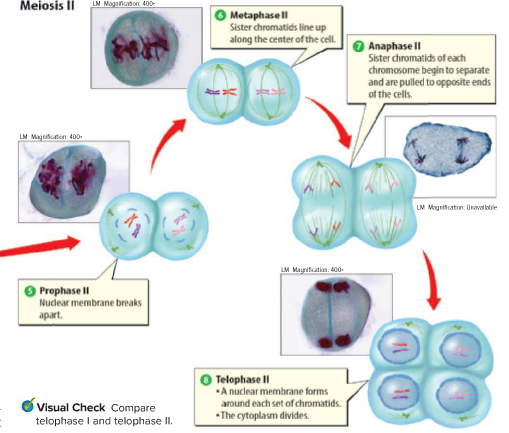 Meiosis II
LM Magnification: 400×
6 Metaphase II
Sister chromatids line up
along the center of the cell.
7 Anaphase II
Sister chromatids of each
chromosome begin to separate
and are pulled to opposite ends
of the cells.
LM Magnification: 400×
LM Magnification: Unavailable
5 Prophase II
Nuclear membrane breaks
apart.
LM Magnification: 400×
8 Telophase II
• A nuclear membrane forms
around each set of chromatids.
• The cytoplasm divides.
Visual Check Compare
telophase I and telophase II.